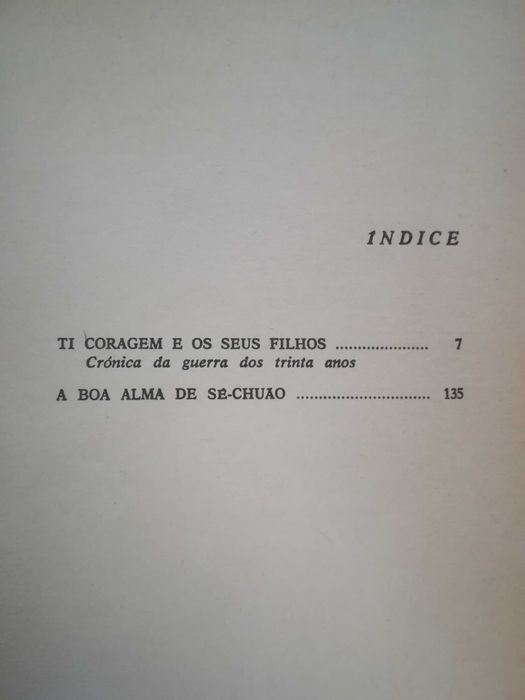 ÍNDICE
TI CORAGEM E OS SEUS FILHOS ..................... 7
Crónica da guerra dos trinta anos
A BOA ALMA DE SÉ-CHUÃO .............................. 135